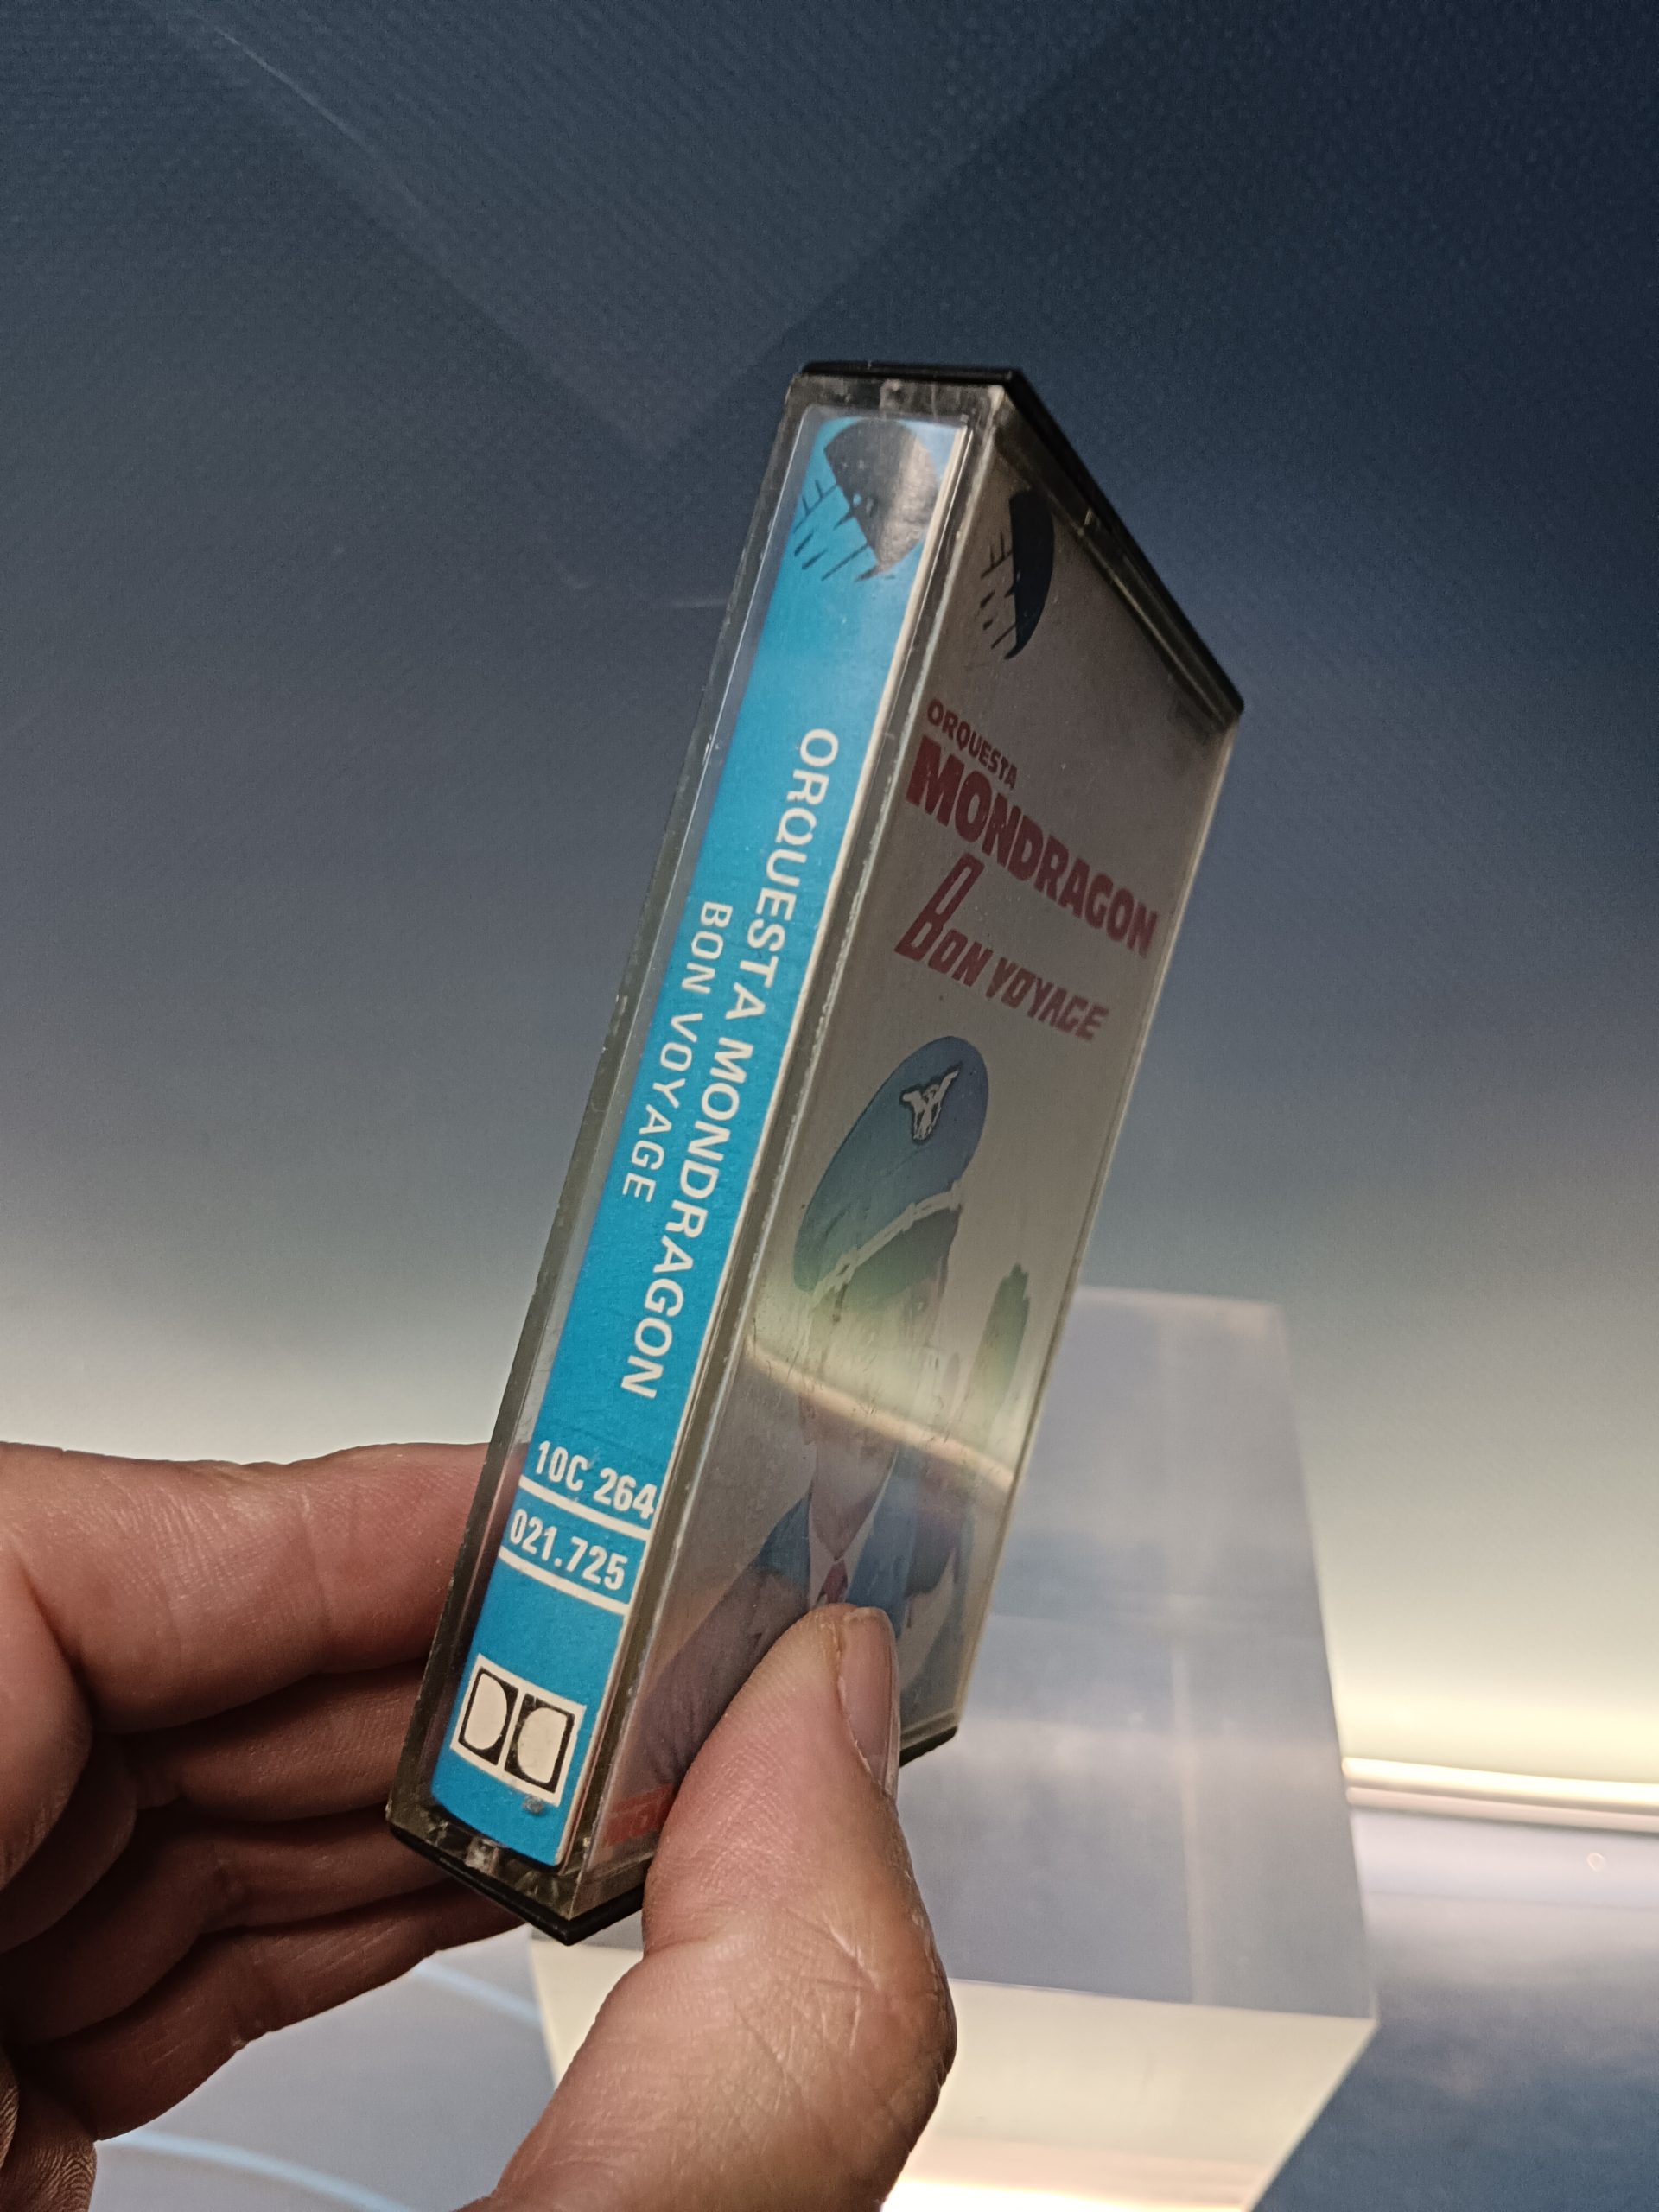 ORQUESTA MONDRAGON
BON VOYAGE
10C 264
021.725
ORQUESTA
MONDRAGON
BON VOYAGE